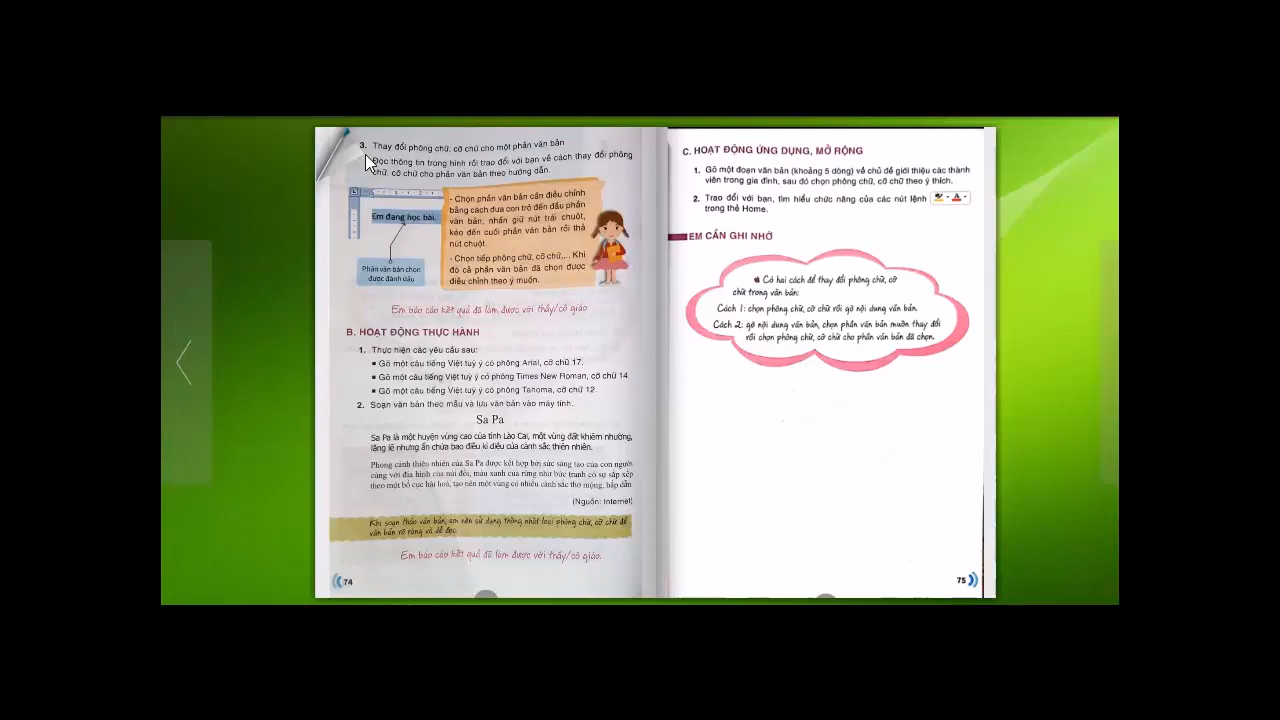 3. Thay đổi phông chữ, cỡ chữ cho một phần văn bản
Đọc thông tin trong hình rồi trao đổi với bạn về cách thay đổi phông
chữ, cỡ chữ cho phần văn bản theo hướng dẫn.
Em đang học bài.
Phần văn bản chọn
được đánh dấu
- Chọn phần văn bản cần điều chỉnh
bằng cách đưa con trỏ đến đầu phần
văn bản, nhấn giữ nút trái chuột,
kéo đến cuối phần văn bản rồi thả
nút chuột.
- Chọn tiếp phông chữ, cỡ chữ,... Khi
đó cả phần văn bản đã chọn được
điều chỉnh theo ý muốn.
Em báo cáo kết quả đã làm được với thầy/cô giáo
B. HOẠT ĐỘNG THỰC HÀNH
1. Thực hiện các yêu cầu sau:
▪ Gõ một câu tiếng Việt tuỳ ý có phông Arial, cỡ chữ 17.
▪ Gõ một câu tiếng Việt tuỳ ý có phông Times New Roman, cỡ chữ 14.
▪ Gõ một câu tiếng Việt tuỳ ý có phông Tahoma, cỡ chữ 12.
2. Soạn văn bản theo mẫu và lưu văn bản vào máy tính.
Sa Pa
Sa Pa là một huyện vùng cao của tỉnh Lào Cai, một vùng đất khiêm nhường,
lặng lẽ nhưng ẩn chứa bao điều kì diệu của cảnh sắc thiên nhiên.
Phong cảnh thiên nhiên của Sa Pa được kết hợp bởi sức sáng tạo của con người
cùng với địa hình của núi đồi, màu xanh của rừng như bức tranh có sự sắp xếp
theo một bố cục hài hoà, tạo nên một vùng có nhiều cảnh sắc thơ mộng, hấp dẫn
(Nguồn: Internet)
Khi soạn thảo văn bản, em nên sử dụng thống nhất loại phông chữ, cỡ chữ để
văn bản rõ ràng và dễ đọc
Em báo cáo kết quả đã làm được với thầy/cô giáo.
74
C. HOẠT ĐỘNG ỨNG DỤNG, MỞ RỘNG
1. Gõ một đoạn văn bản (khoảng 5 dòng) về chủ đề giới thiệu các thành
viên trong gia đình, sau đó chọn phông chữ, cỡ chữ theo ý thích.
2. Trao đổi với bạn, tìm hiểu chức năng của các nút lệnh
trong thẻ Home.
EM CẦN GHI NHỚ
Có hai cách để thay đổi phông chữ, cỡ
chữ trong văn bản:
Cách 1: chọn phông chữ, cỡ chữ rồi gõ nội dung văn bản.
Cách 2: gõ nội dung văn bản, chọn phần văn bản muốn thay đổi
rồi chọn phông chữ, cỡ chữ cho phần văn bản đã chọn.
75